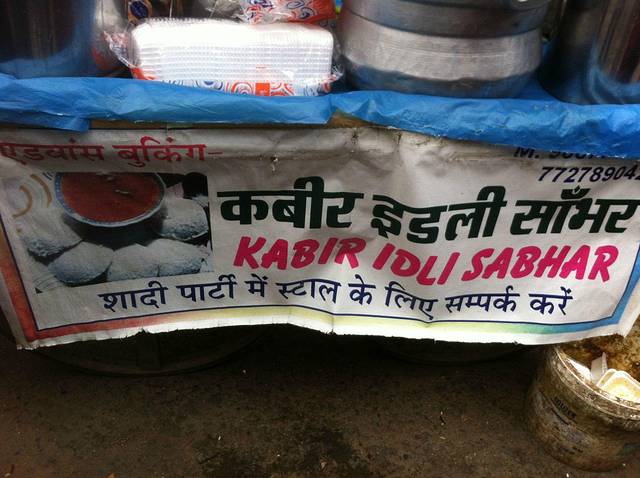 एडवांस बुकिंग-
कबीर इडली साँभर
KABIR IDLI SABHAR
शादी पार्टी में स्टाल के लिए सम्पर्क करें